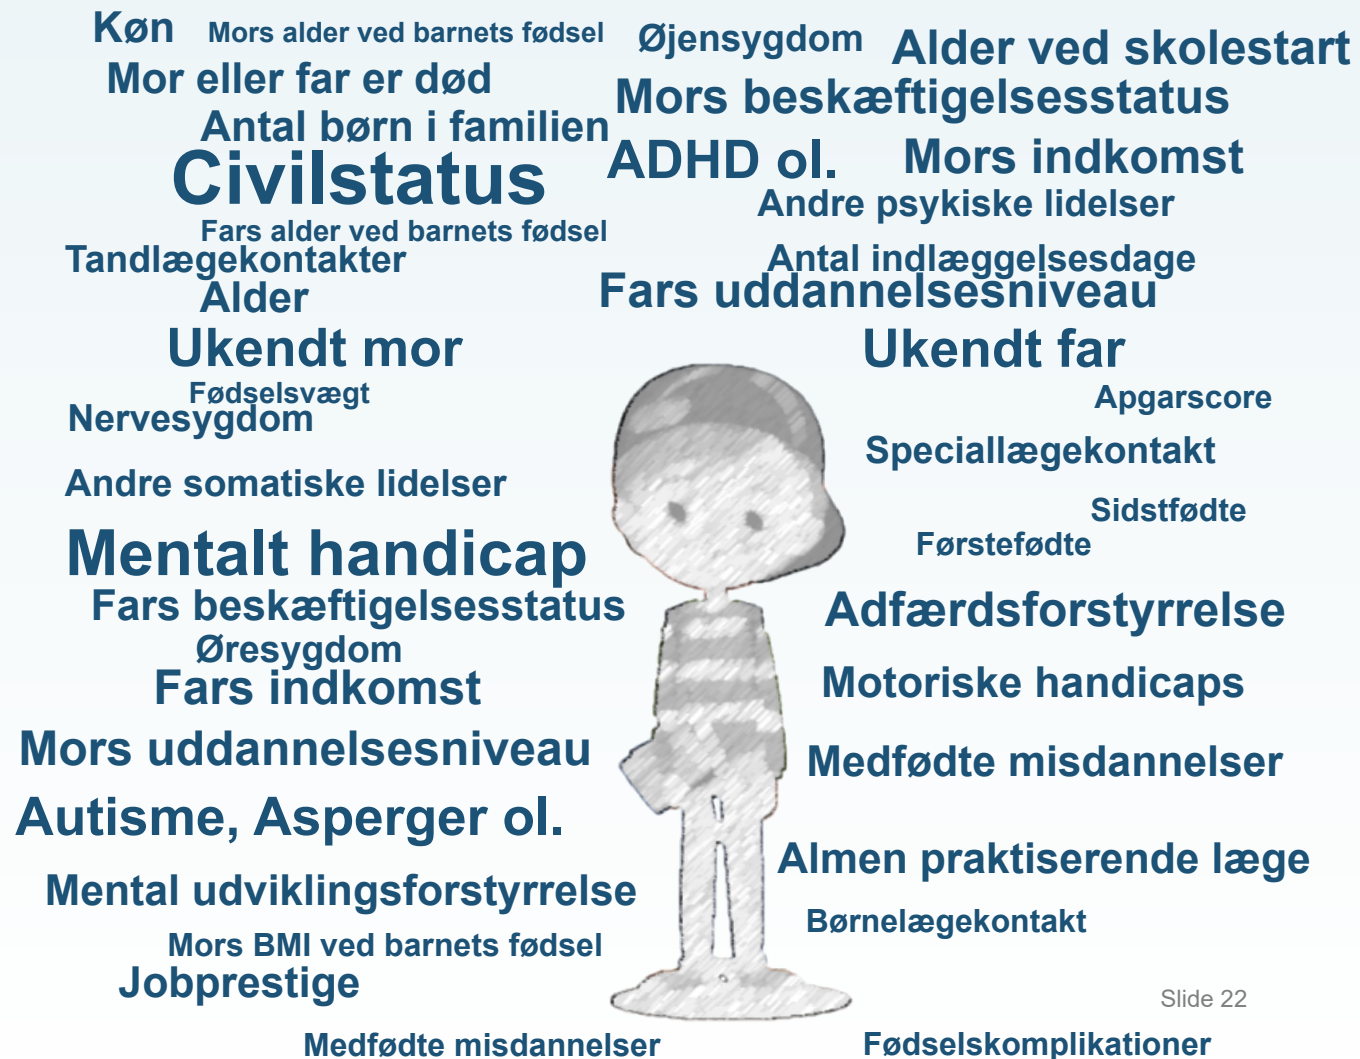 Køn
Mors alder ved barnets fødsel
Øjensygdom
Alder ved skolestart
Mor eller far er død
Mors beskæftigelsesstatus
Antal børn i familien
ADHD ol.
Mors indkomst
Civilstatus
Andre psykiske lidelser
Fars alder ved barnets fødsel
Tandlægekontakter
Antal indlæggelsesdage
Alder
Fars uddannelsesniveau
Ukendt mor
Ukendt far
Fødselsvægt
Apgarscore
Nervesygdom
Speciallægekontakt
Andre somatiske lidelser
Sidstfødte
Førstefødte
Mentalt handicap
Fars beskæftigelsesstatus
Adfærdsforstyrrelse
Øresygdom
Fars indkomst
Motoriske handicaps
Mors uddannelsesniveau
Medfødte misdannelser
Autisme, Asperger ol.
Almen praktiserende læge
Mental udviklingsforstyrrelse
Børnelægekontakt
Mors BMI ved barnets fødsel
Jobprestige
Slide 22
Medfødte misdannelser
Fødselskomplikationer